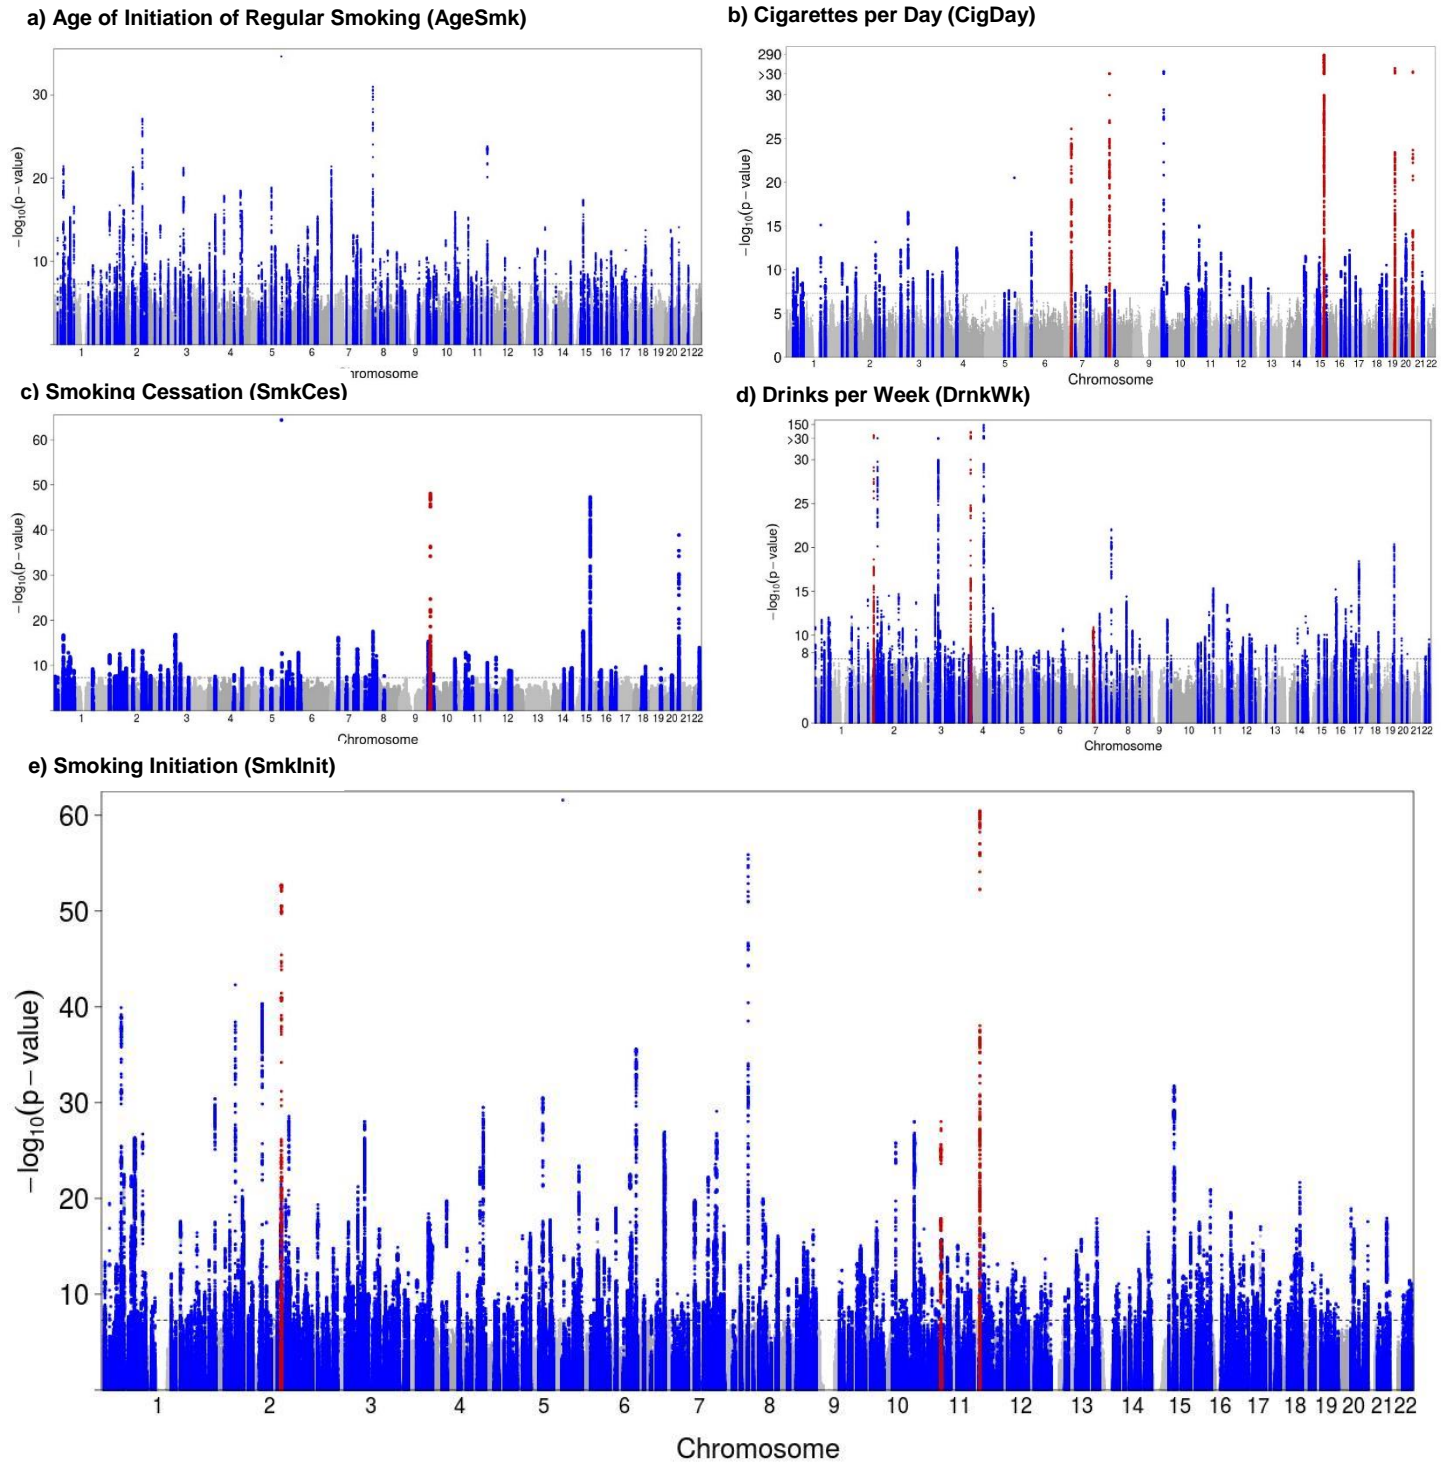 a) Age of Initiation of Regular Smoking (AgeSmk)
b) Cigarettes per Day (CigDay)
−log10(p − value)
30
20
10
1 2 3 4 5 6 7 8 9 10 11 12 13 14 15 16 17 18 19 20 21 22
hromosome
−log10(p − value)
290
>30
30
25
20
15
10
5
0
1 2 3 4 5 6 7 8 9 10 11 12 13 14 15 16 17 18 19 20 21 22
Chromosome
c) Smoking Cessation (SmkCes)
d) Drinks per Week (DrnkWk)
−log10(p − value)
60
50
40
30
20
10
1 2 3 4 5 6 7 8 9 10 11 12 13 14 15 16 17 18 19 20 21 22
Chromosome
−log10(p − value)
150
>30
30
25
20
15
10
8
0
1 2 3 4 5 6 7 8 9 10 11 12 13 14 15 16 17 18 19 20 21 22
Chromosome
e) Smoking Initiation (SmkInit)
−log10(p − value)
60
50
40
30
20
10
1 2 3 4 5 6 7 8 9 10 11 12 13 14 15 16 17 18 19 20 21 22
Chromosome